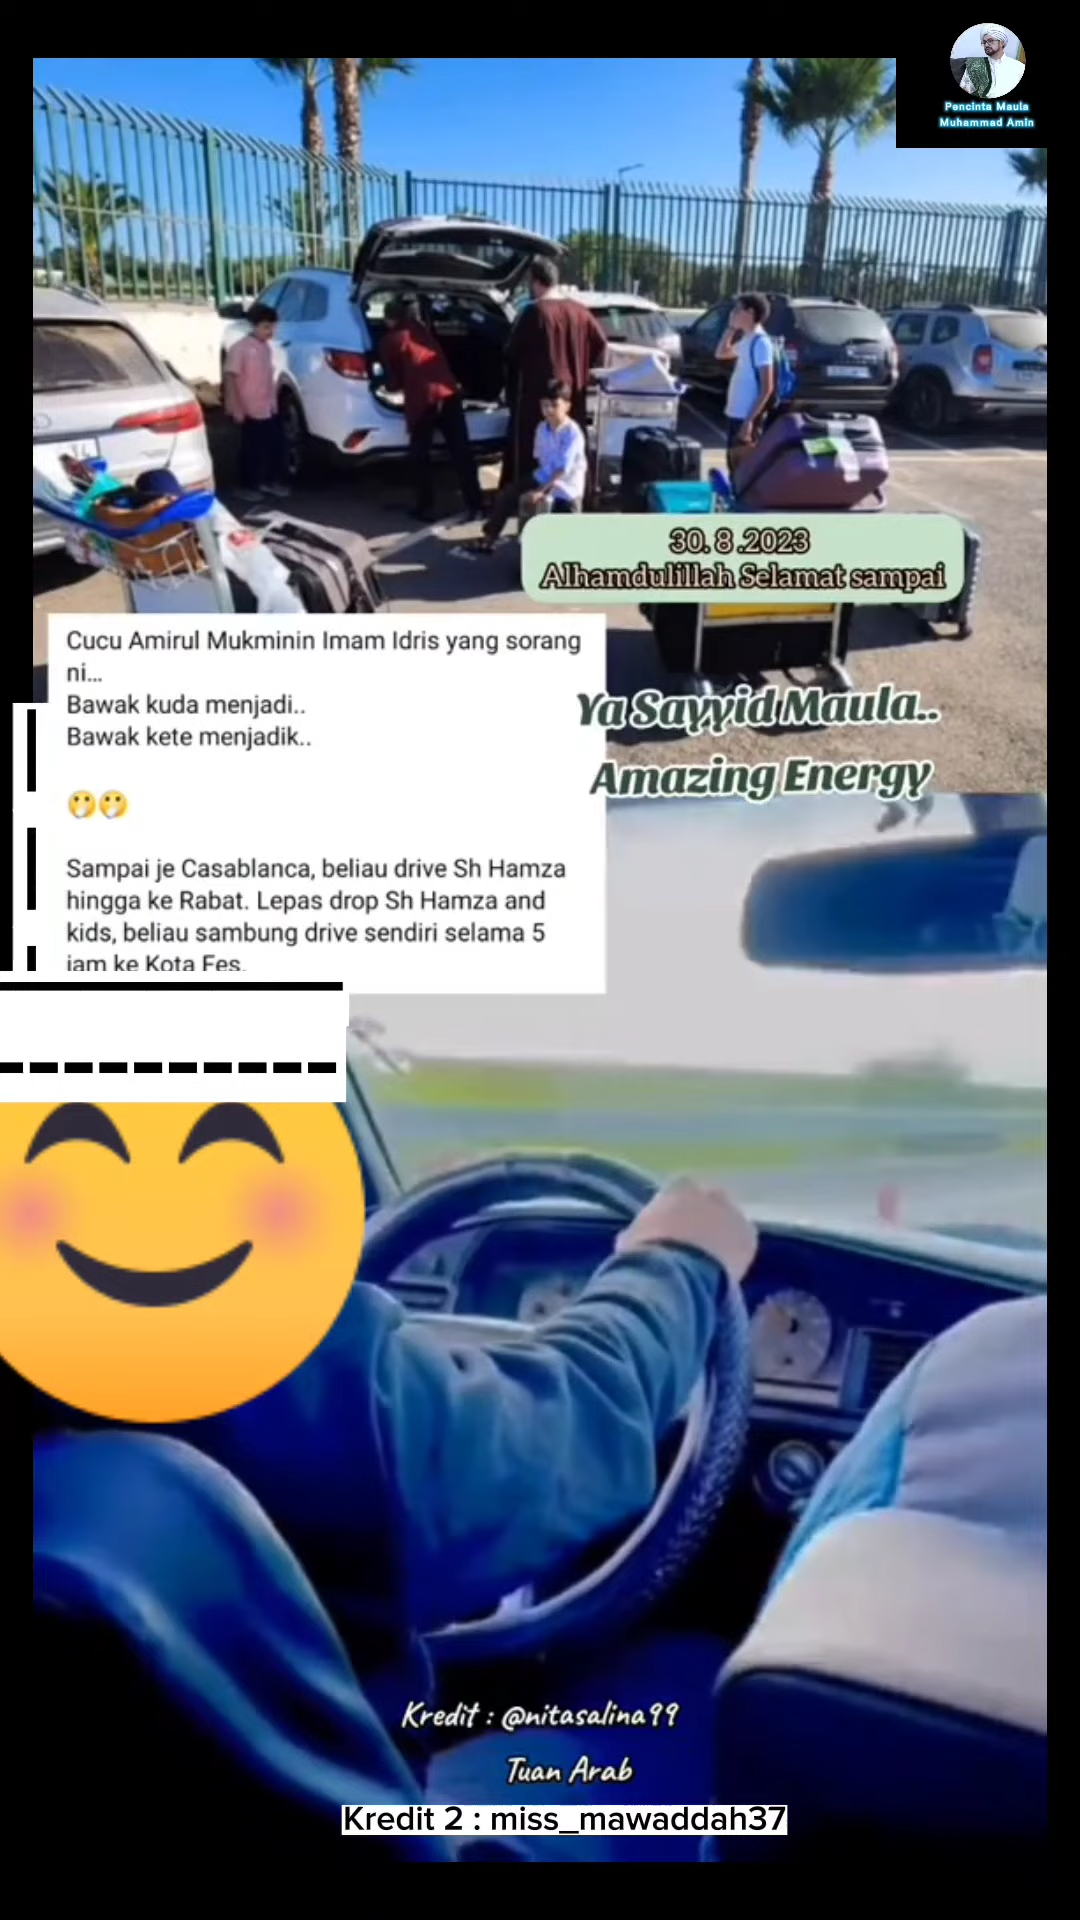 Pencinta Maula
Muhammad Amin
30.8.2023
Alhamdulillah Selamat sampai
Cucu Amirul Mukminin Imam Idris yang sorang
ni...
Bawak kuda menjadi..
Bawak kete menjadik..
Ya Sayyid Maula..
Amazing Energy
Sampai je Casablanca, beliau drive Sh Hamza
hingga ke Rabat. Lepas drop Sh Hamza and
kids, beliau sambung drive sendiri selama 5
jam ke Kota Fes.
Kredit : @nitasalina99
Tuan Arab
Kredit 2 : miss_mawaddah37